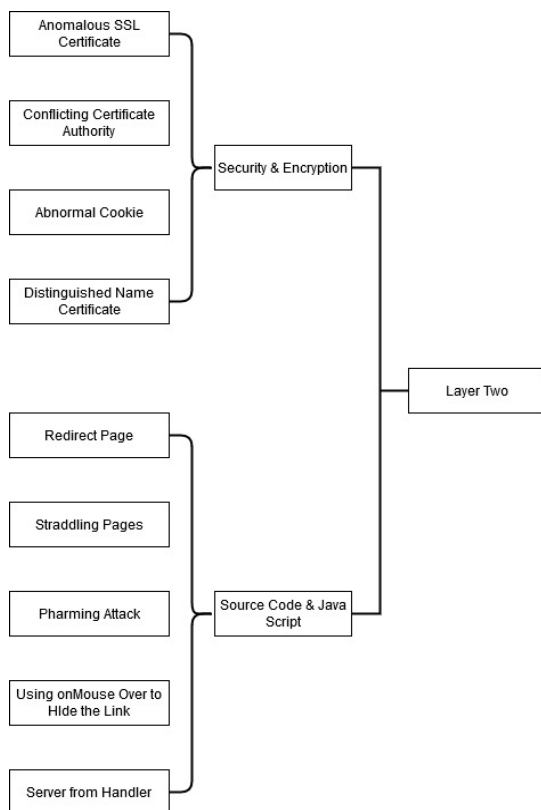 Anomalous SSL
Certificate
Conflicting Certificate
Authority
Security & Encryption
Abnormal Cookie
Distinguished Name
Certificate
Layer Two
Redirect Page
Straddling Pages
Pharming Attack
Source Code & Java
Script
Using onMouse Over to
HIde the Link
Server from Handler